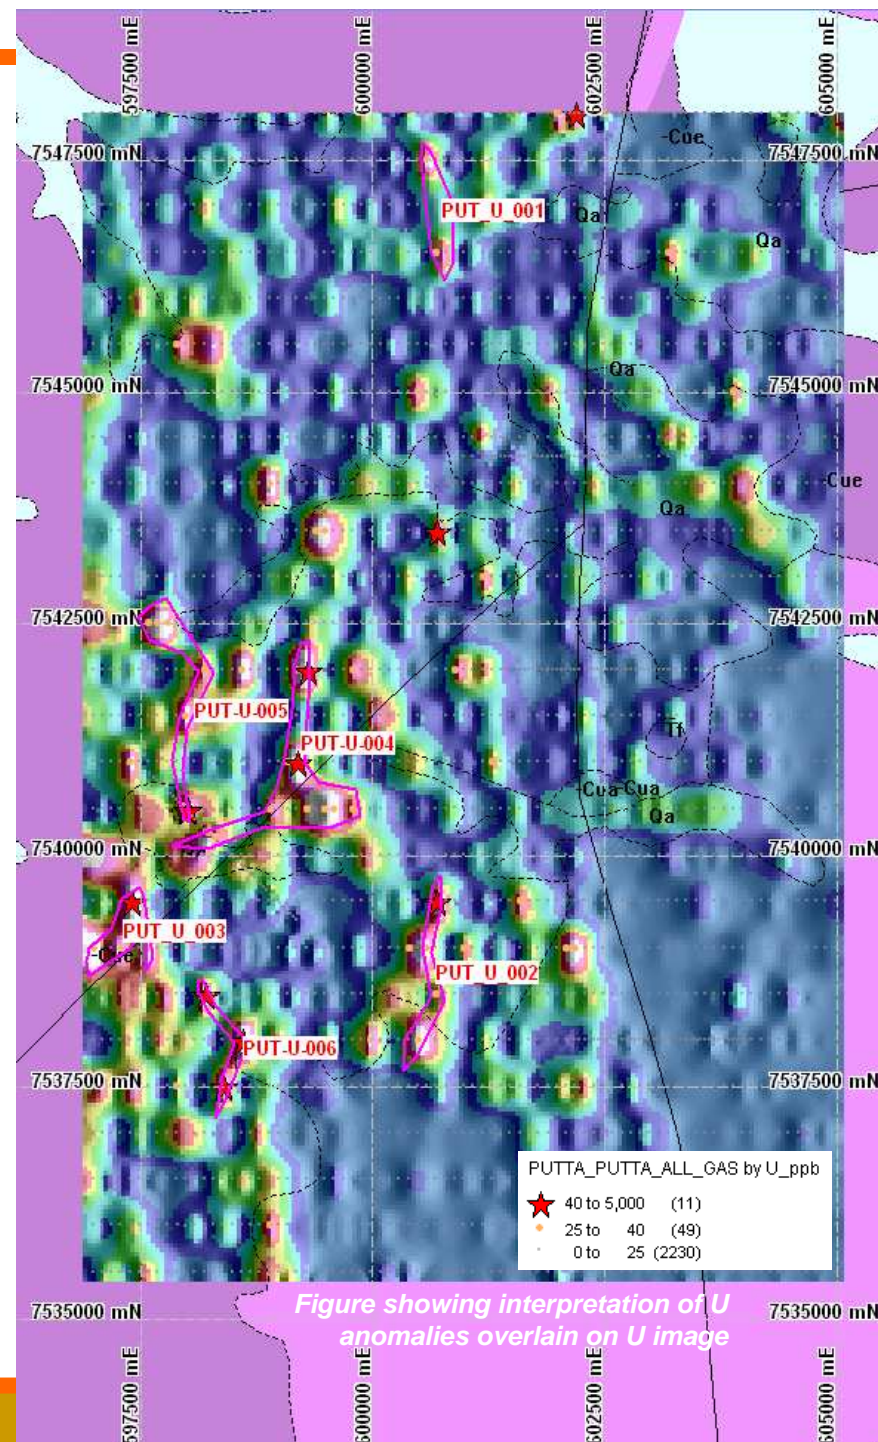 597500 mE
600000 mE
602500 mE
605000 mE
-Cue
7547500 mN
7547500 mN
PUT_U_001
Qa
Qa
Qa
7545000 mN
7545000 mN
-Cue
Qa
7542500 mN
7542500 mN
PUT-U-005
Tf
PUT-U-004
-Cua
Cua
Qa
7540000 mN
7540000 mN
PUT_U_003
-Cue
PUT_U_002
PUT-U-006
7537500 mN
7537500 mN
PUTTA_PUTTA_ALL_GAS by U_ppb
40 to 5,000 (11)
25 to 40 (49)
0 to 25 (2230)
Figure showing interpretation of U
anomalies overlain on U image
7535000 mN
7535000 mN
597500 mE
600000 mE
602500 mE
605000 mE